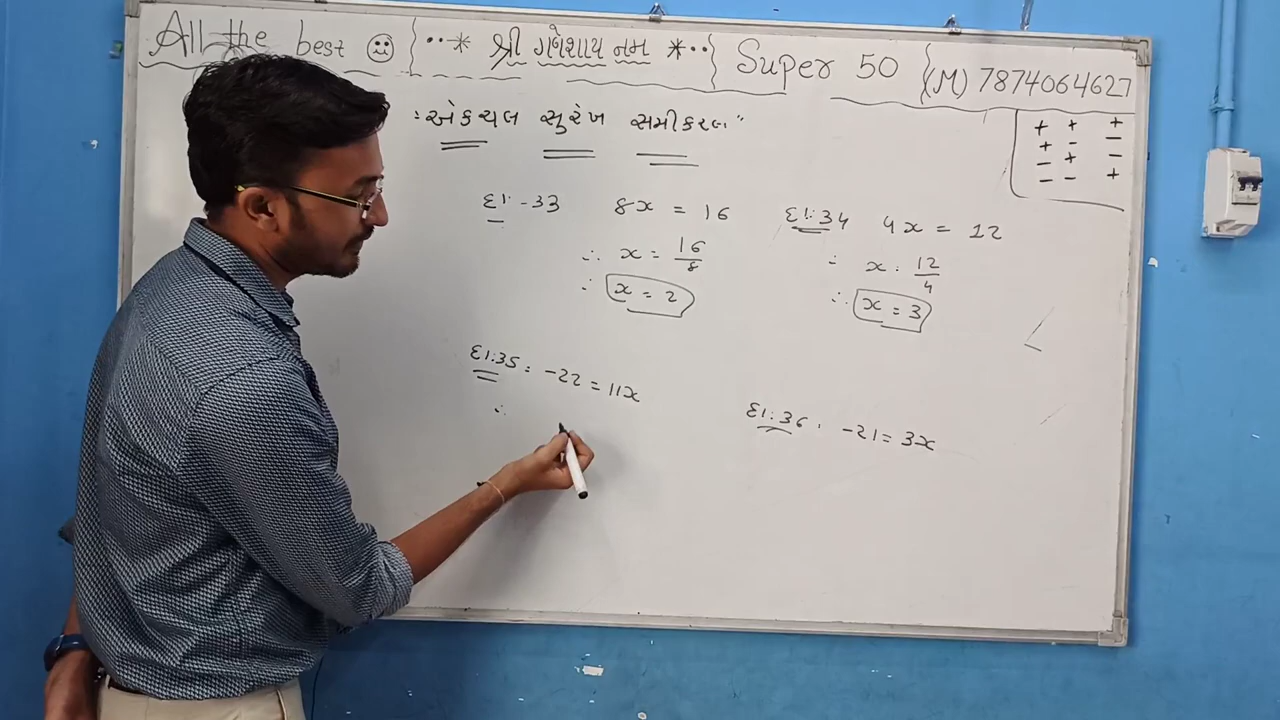 All the best ☺ ··* શ્રી ગણેશાય નમ *·· Super 50 (M) 7874064627
:એકચલ સુરેખ સમીકરણ"
+ + +
+ - -
- + -
- - +
દા:-33 8x = 16
∴ x = 16/8
∴ x = 2
દા:34 4x = 12
∴ x = 12/4
∴ x = 3
દા:35: -22 = 11x
∴
દા:36: -21 = 3x